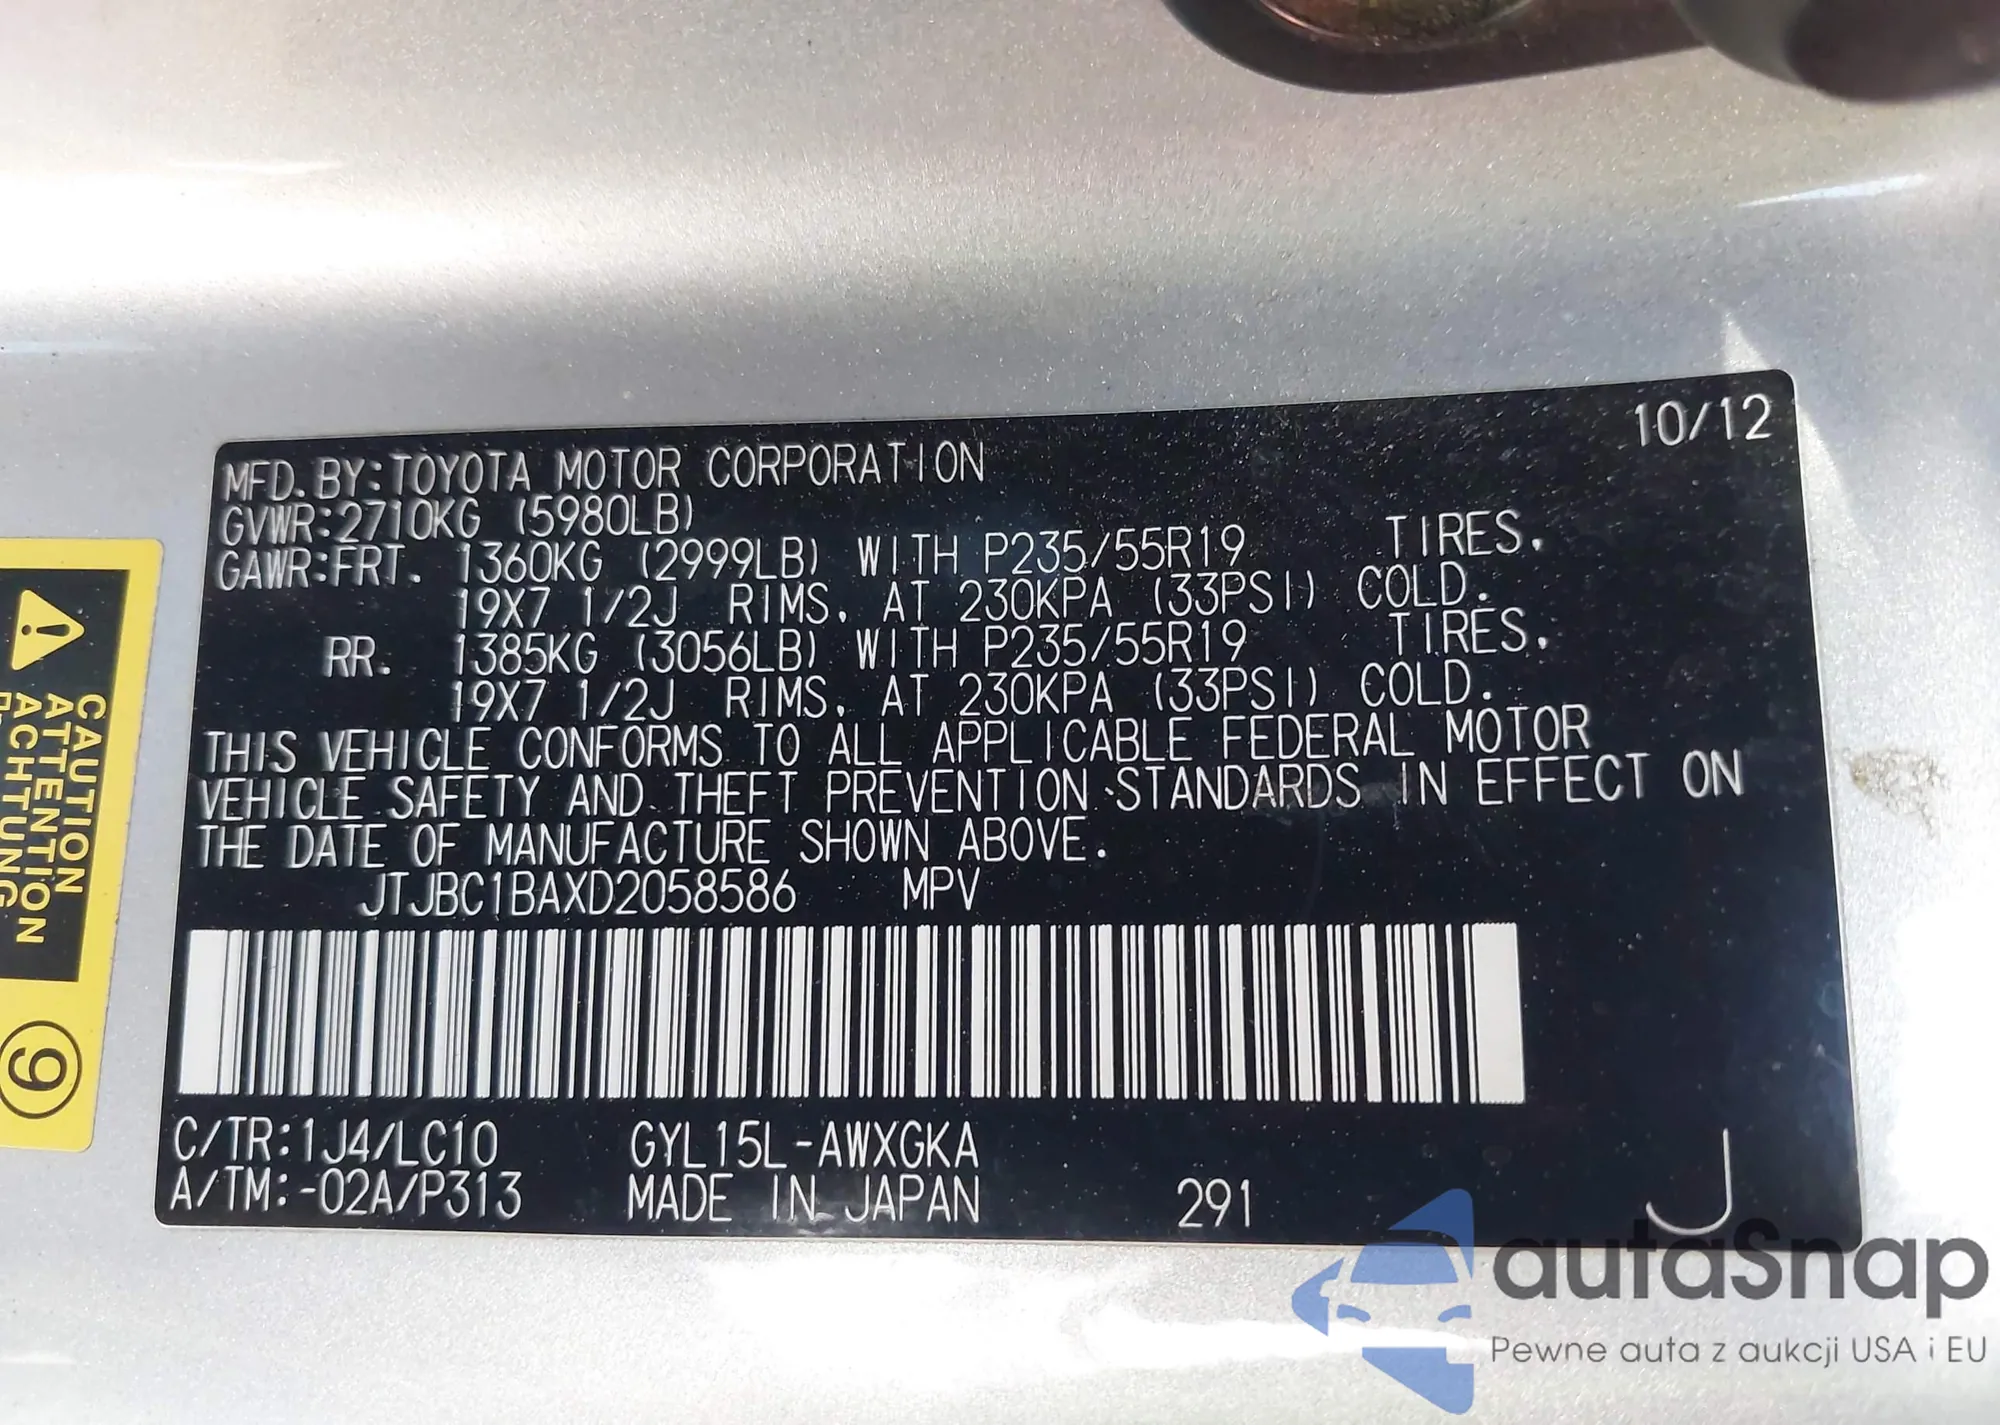 10/12
MFD.BY:TOYOTA MOTOR CORPORATION
GVWR:2710KG (5980LB)
GAWR:FRT. 1360KG (2999LB) WITH P235/55R19 TIRES,
19X7 1/2J RIMS, AT 230KPA (33PSI) COLD.
RR. 1385KG (3056LB) WITH P235/55R19 TIRES,
19X7 1/2J RIMS, AT 230KPA (33PSI) COLD.
THIS VEHICLE CONFORMS TO ALL APPLICABLE FEDERAL MOTOR
VEHICLE SAFETY AND THEFT PREVENTION STANDARDS IN EFFECT ON
THE DATE OF MANUFACTURE SHOWN ABOVE.
JTJBC1BAXD2058586 MPV
C/TR:1J4/LC10 GYL15L-AWXGKA
A/TM:-02A/P313 MADE IN JAPAN 291 J
CAUTION
ATTENTION
ACHTUNG
9
autoSnap
Pewne auta z aukcji USA i EU